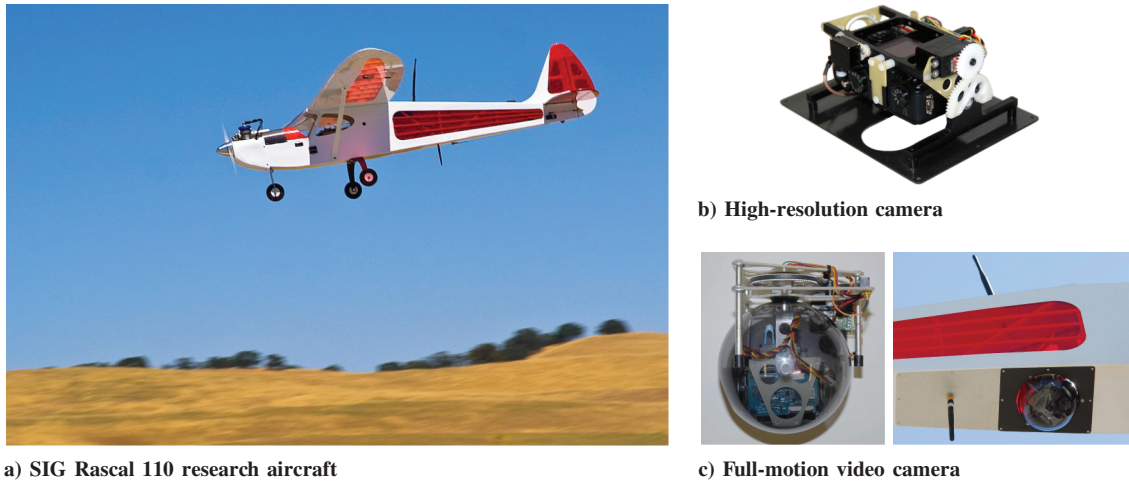 a) SIG Rascal 110 research aircraft
b) High-resolution camera
c) Full-motion video camera